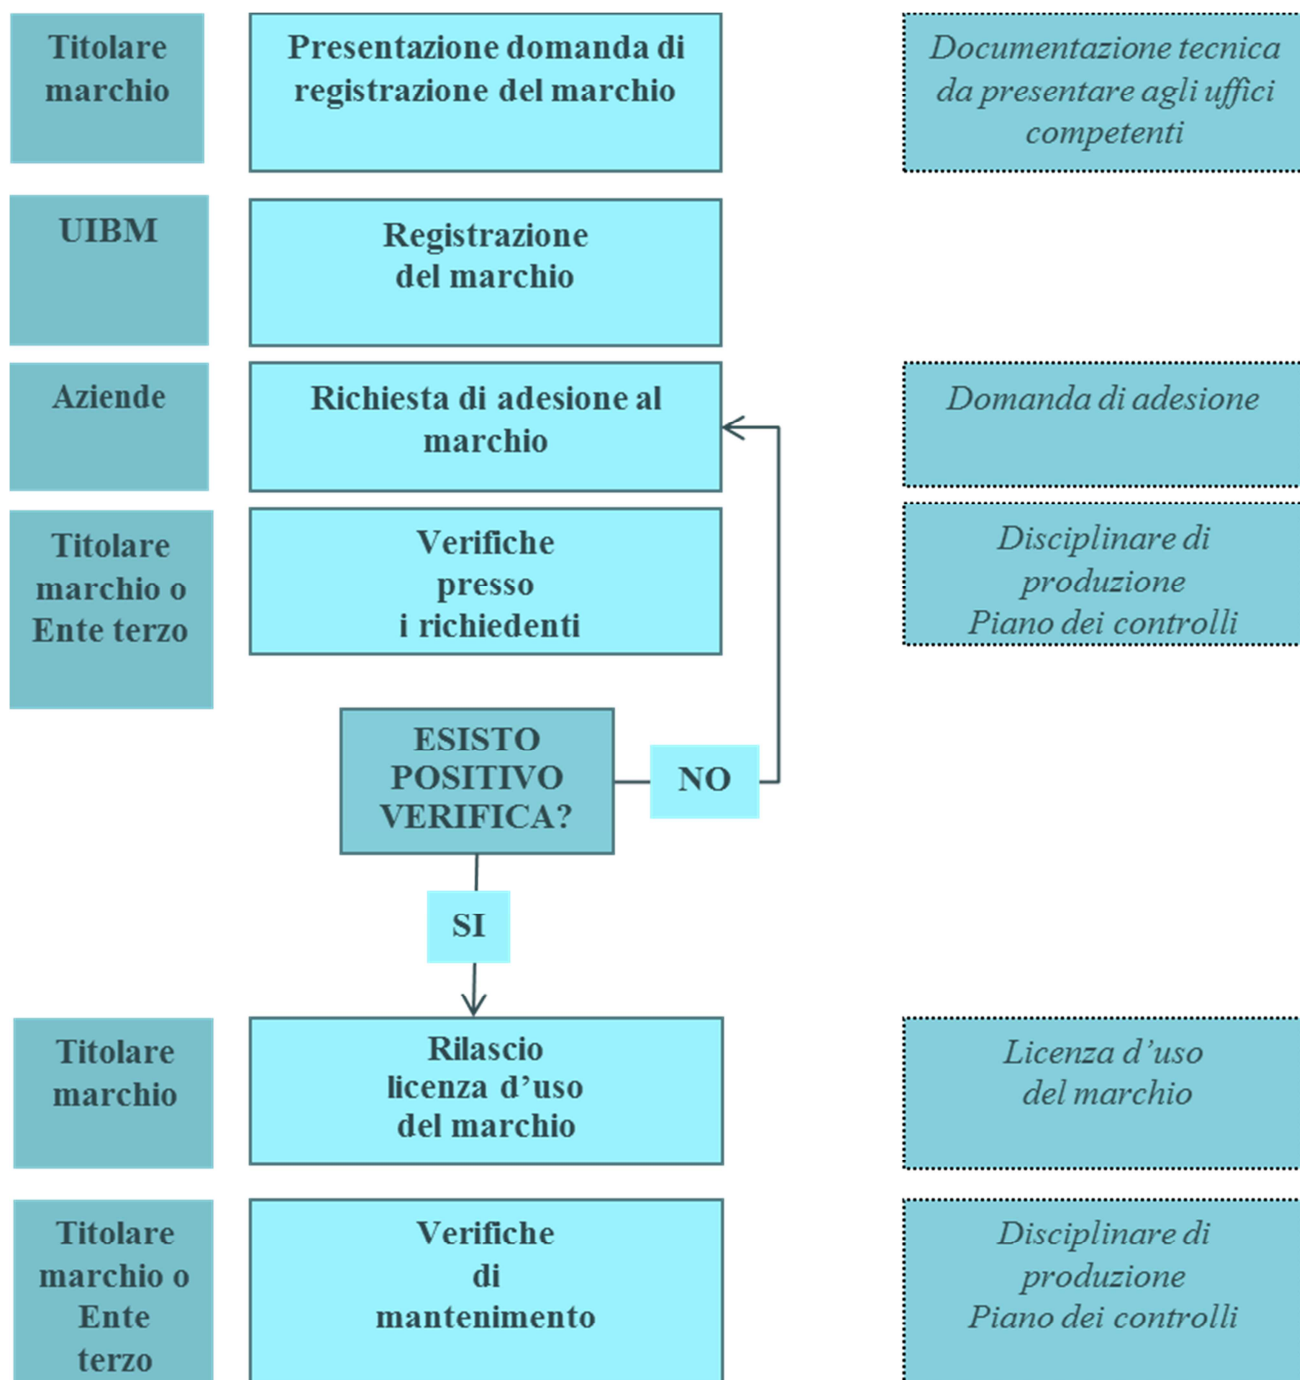 Titolare
marchio
Presentazione domanda di
registrazione del marchio
Documentazione tecnica
da presentare agli uffici
competenti
UIBM
Registrazione
del marchio
Aziende
Richiesta di adesione al
marchio
Domanda di adesione
Titolare
marchio o
Ente terzo
Verifiche
presso
i richiedenti
Disciplinare di
produzione
Piano dei controlli
ESISTO
POSITIVO
VERIFICA?
NO
SI
Titolare
marchio
Rilascio
licenza d’uso
del marchio
Licenza d’uso
del marchio
Titolare
marchio o
Ente
terzo
Verifiche
di
mantenimento
Disciplinare di
produzione
Piano dei controlli